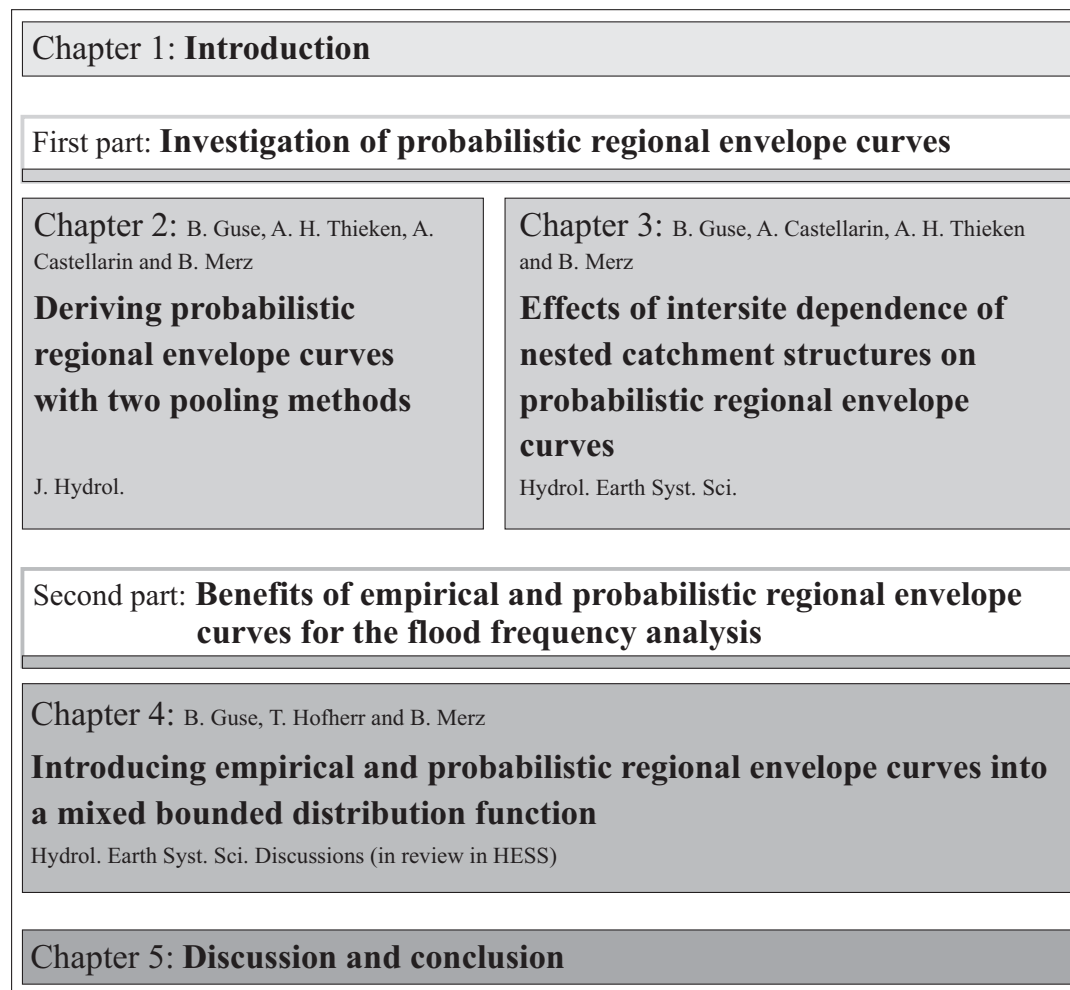 Chapter 1: Introduction
First part: Investigation of probabilistic regional envelope curves
Chapter 2: B. Guse, A. H. Thieken, A.
Castellarin and B. Merz
Deriving probabilistic
regional envelope curves
with two pooling methods
J. Hydrol.
Chapter 3: B. Guse, A. Castellarin, A. H. Thieken
and B. Merz
Effects of intersite dependence of
nested catchment structures on
probabilistic regional envelope
curves
Hydrol. Earth Syst. Sci.
Second part: Benefits of empirical and probabilistic regional envelope
curves for the flood frequency analysis
Chapter 4: B. Guse, T. Hofherr and B. Merz
Introducing empirical and probabilistic regional envelope curves into
a mixed bounded distribution function
Hydrol. Earth Syst. Sci. Discussions (in review in HESS)
Chapter 5: Discussion and conclusion